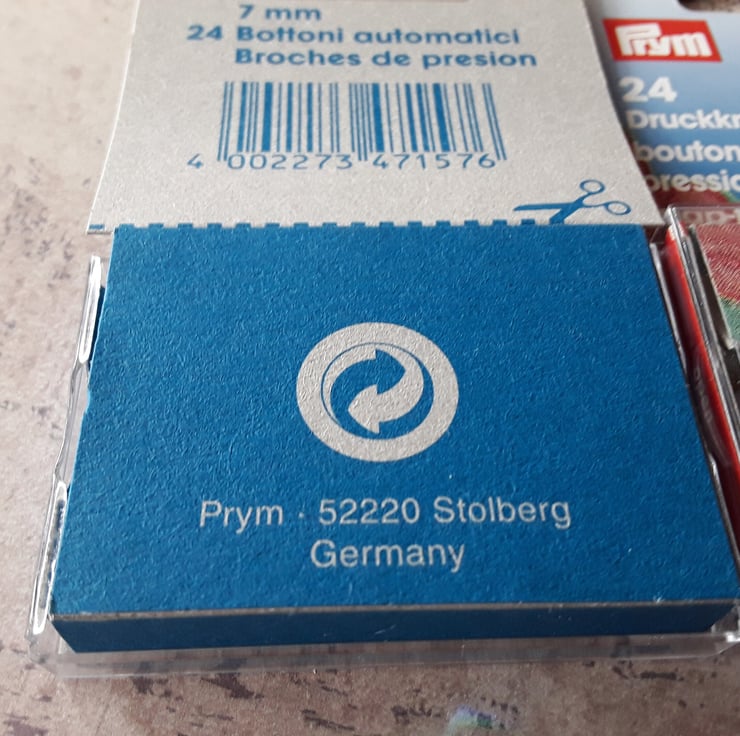 7 mm
24 Bottoni automatici
Broches de presion
4 002273 471576
Prym · 52220 Stolberg
Germany
Prym
24